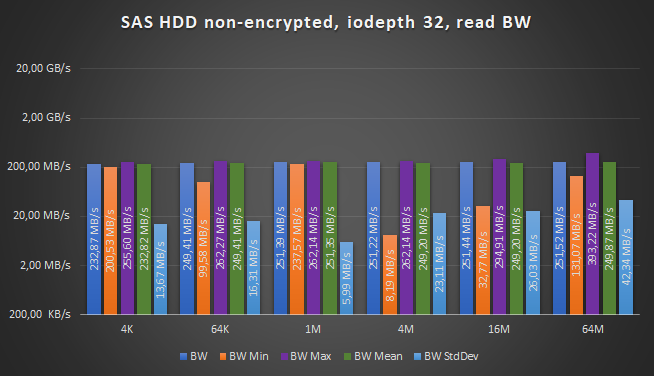 SAS HDD non-encrypted, iodepth 32, read BW
20,00 GB/s
2,00 GB/s
200,00 MB/s
20,00 MB/s
2,00 MB/s
200,00 KB/s
232,87 MB/s
200,53 MB/s
255,60 MB/s
232,82 MB/s
13,67 MB/s
249,41 MB/s
99,58 MB/s
262,27 MB/s
249,41 MB/s
16,31 MB/s
251,39 MB/s
237,57 MB/s
262,14 MB/s
251,35 MB/s
5,99 MB/s
251,22 MB/s
8,19 MB/s
262,14 MB/s
249,20 MB/s
23,11 MB/s
251,44 MB/s
32,77 MB/s
294,91 MB/s
249,20 MB/s
26,03 MB/s
251,52 MB/s
131,07 MB/s
393,22 MB/s
249,87 MB/s
42,34 MB/s
4K 64K 1M 4M 16M 64M
BW BW Min BW Max BW Mean BW StdDev